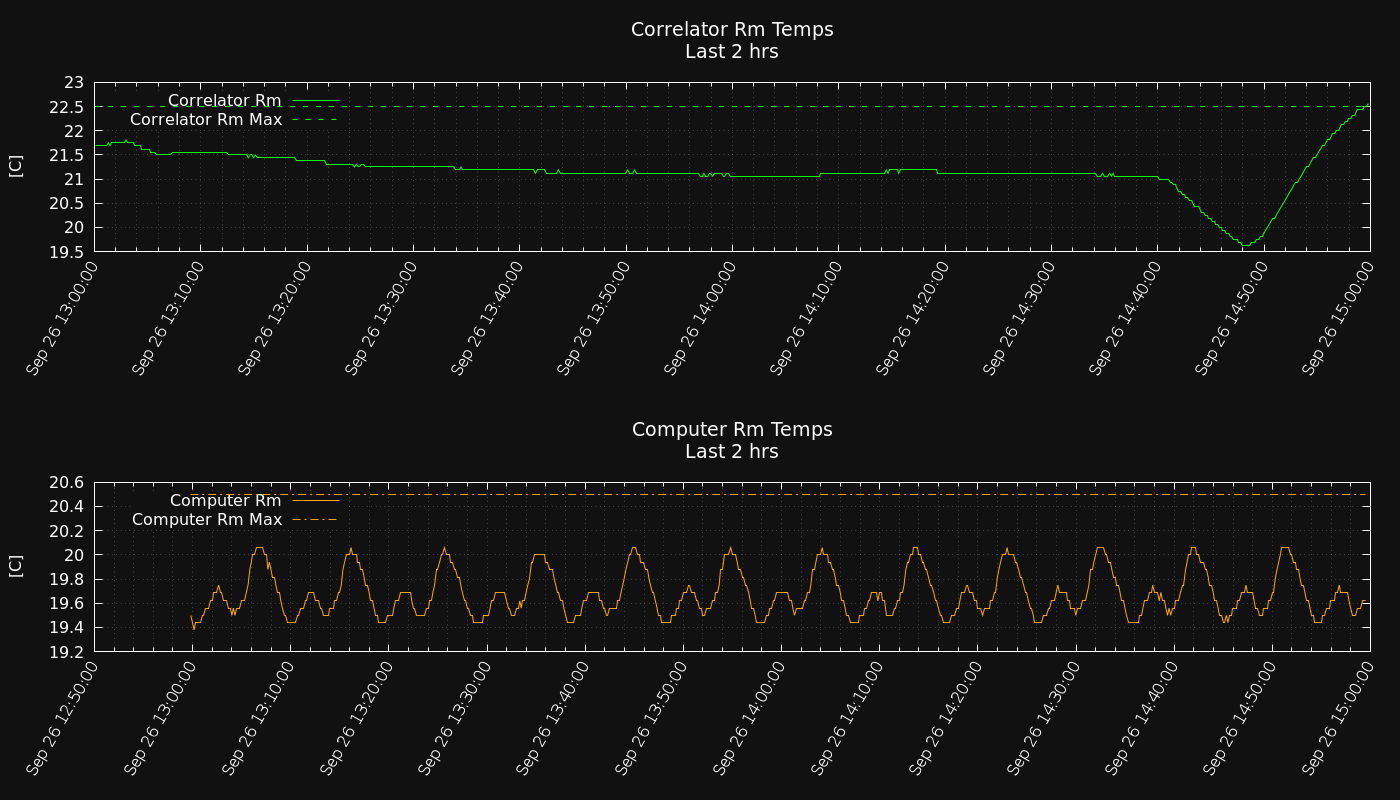 Correlator Rm Temps
Last 2 hrs
23
22.5
22
21.5
21
20.5
20
19.5
[C]
Correlator Rm
Correlator Rm Max
Sep 26 13:00:00
Sep 26 13:10:00
Sep 26 13:20:00
Sep 26 13:30:00
Sep 26 13:40:00
Sep 26 13:50:00
Sep 26 14:00:00
Sep 26 14:10:00
Sep 26 14:20:00
Sep 26 14:30:00
Sep 26 14:40:00
Sep 26 14:50:00
Sep 26 15:00:00
Computer Rm Temps
Last 2 hrs
20.6
20.4
20.2
20
19.8
19.6
19.4
19.2
[C]
Computer Rm
Computer Rm Max
Sep 26 12:50:00
Sep 26 13:00:00
Sep 26 13:10:00
Sep 26 13:20:00
Sep 26 13:30:00
Sep 26 13:40:00
Sep 26 13:50:00
Sep 26 14:00:00
Sep 26 14:10:00
Sep 26 14:20:00
Sep 26 14:30:00
Sep 26 14:40:00
Sep 26 14:50:00
Sep 26 15:00:00